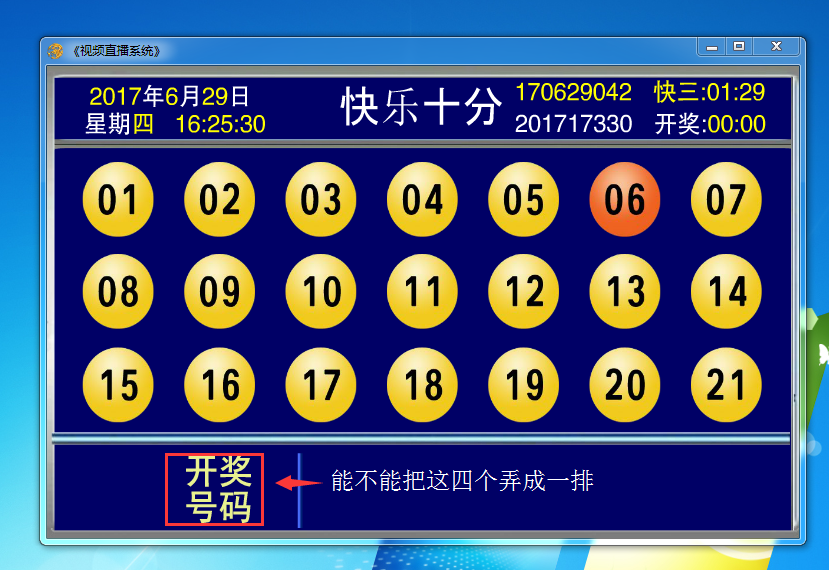 《视频直播系统》
2017年6月29日
星期四 16:25:30
快乐十分
170629042 快三:01:29
201717330 开奖:00:00
01 02 03 04 05 06 07
08 09 10 11 12 13 14
15 16 17 18 19 20 21
开奖
号码
能不能把这四个弄成一排